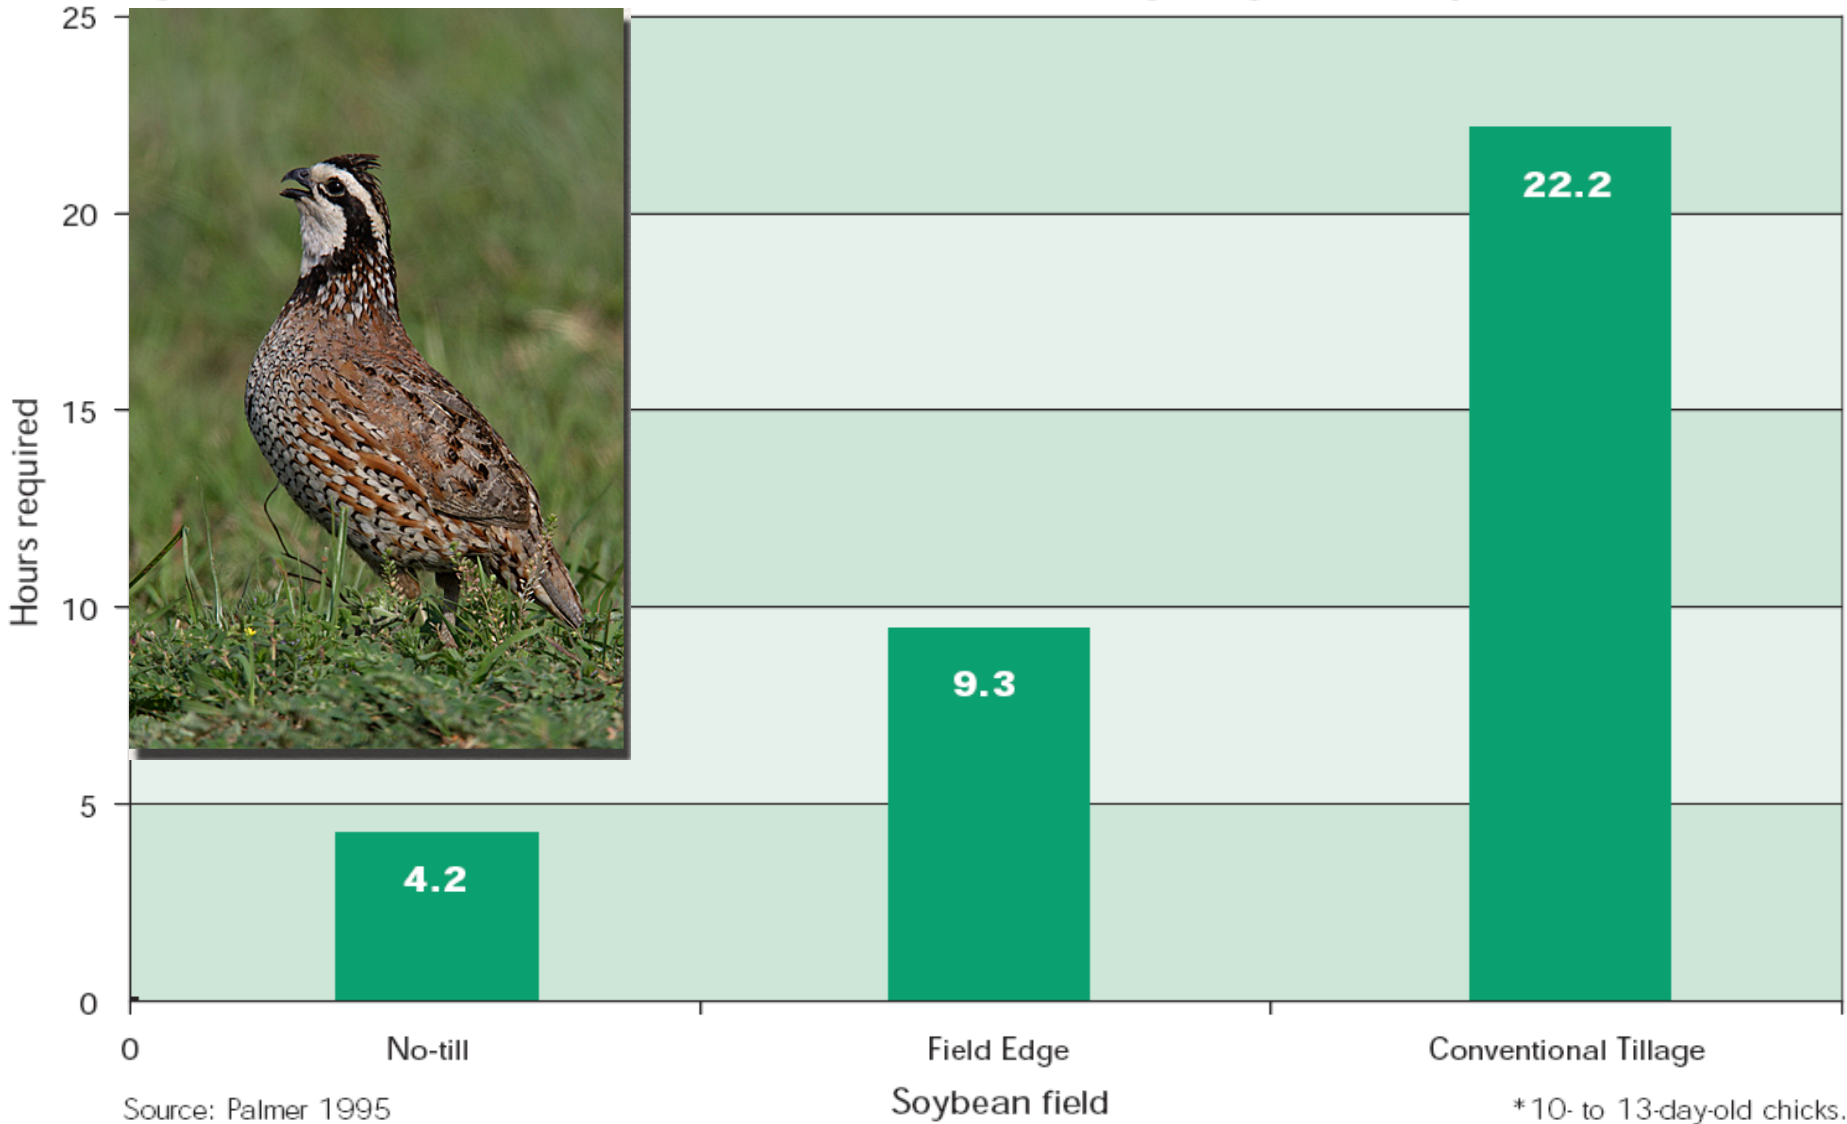 25
20
15
10
5
0
Hours required
22.2
9.3
4.2
0 No-till Field Edge Conventional Tillage
Soybean field
Source: Palmer 1995 *10- to 13-day-old chicks.